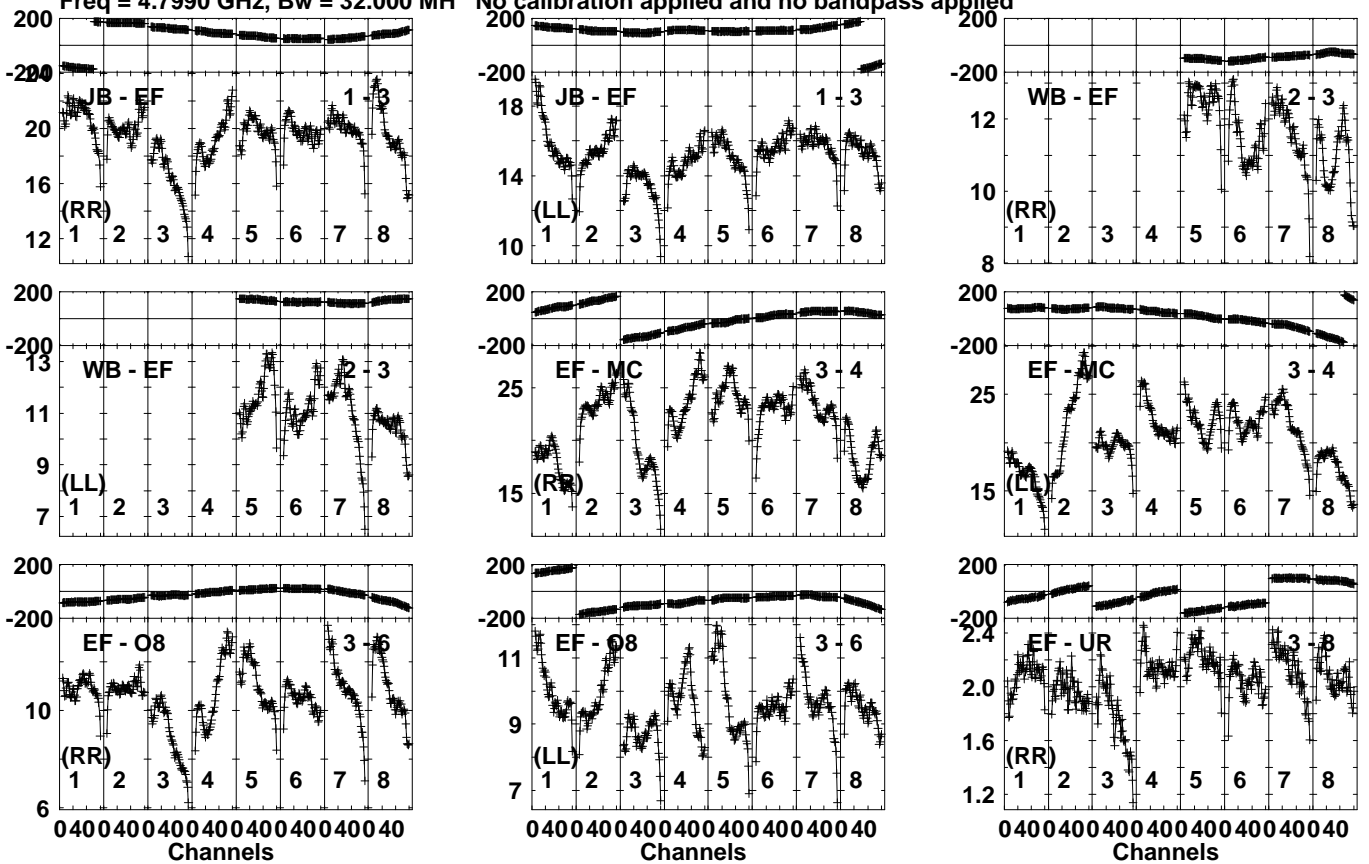 Freq = 4.7990 GHz, Bw = 32.000 MH No calibration applied and no bandpass applied
200
-200
24
20
16
12
JB - EF
1 - 3
(RR)
1 2 3 4 5 6 7 8
200
-200
18
14
10
JB - EF
1 - 3
(LL)
1 2 3 4 5 6 7 8
200
-200
12
10
8
WB - EF
2 - 3
(RR)
1 2 3 4 5 6 7 8
200
-200
13
11
9
7
WB - EF
2 - 3
(LL)
1 2 3 4 5 6 7 8
200
-200
25
15
EF - MC
3 - 4
(RR)
1 2 3 4 5 6 7 8
200
-200
25
15
EF - MC
3 - 4
(LL)
1 2 3 4 5 6 7 8
200
-200
10
6
EF - O8
3 - 6
(RR)
1 2 3 4 5 6 7 8
0 40 0 40 0 40 0 40 0 40 0 40 0 40 0 40
Channels
200
-200
11
9
7
EF - O8
3 - 6
(LL)
1 2 3 4 5 6 7 8
0 40 0 40 0 40 0 40 0 40 0 40 0 40 0 40
Channels
200
-200
2.4
2.0
1.6
1.2
EF - UR
3 - 8
(RR)
1 2 3 4 5 6 7 8
0 40 0 40 0 40 0 40 0 40 0 40 0 40 0 40
Channels